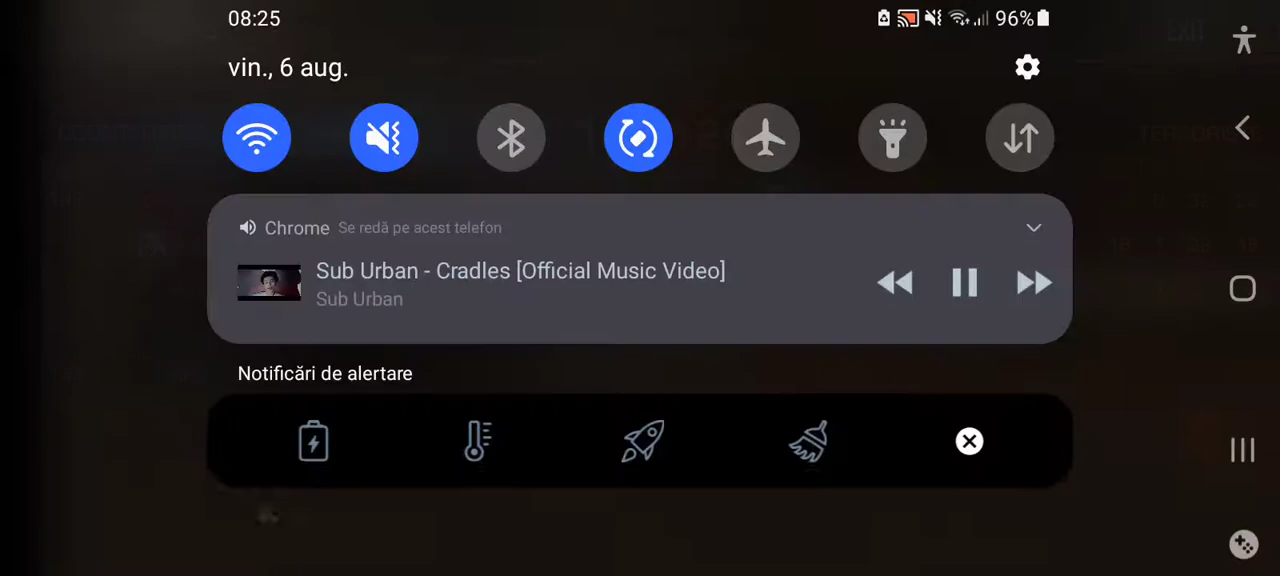 08:25
96%
vin., 6 aug.
Chrome Se redă pe acest telefon
Sub Urban - Cradles [Official Music Video]
Sub Urban
Notificări de alertare